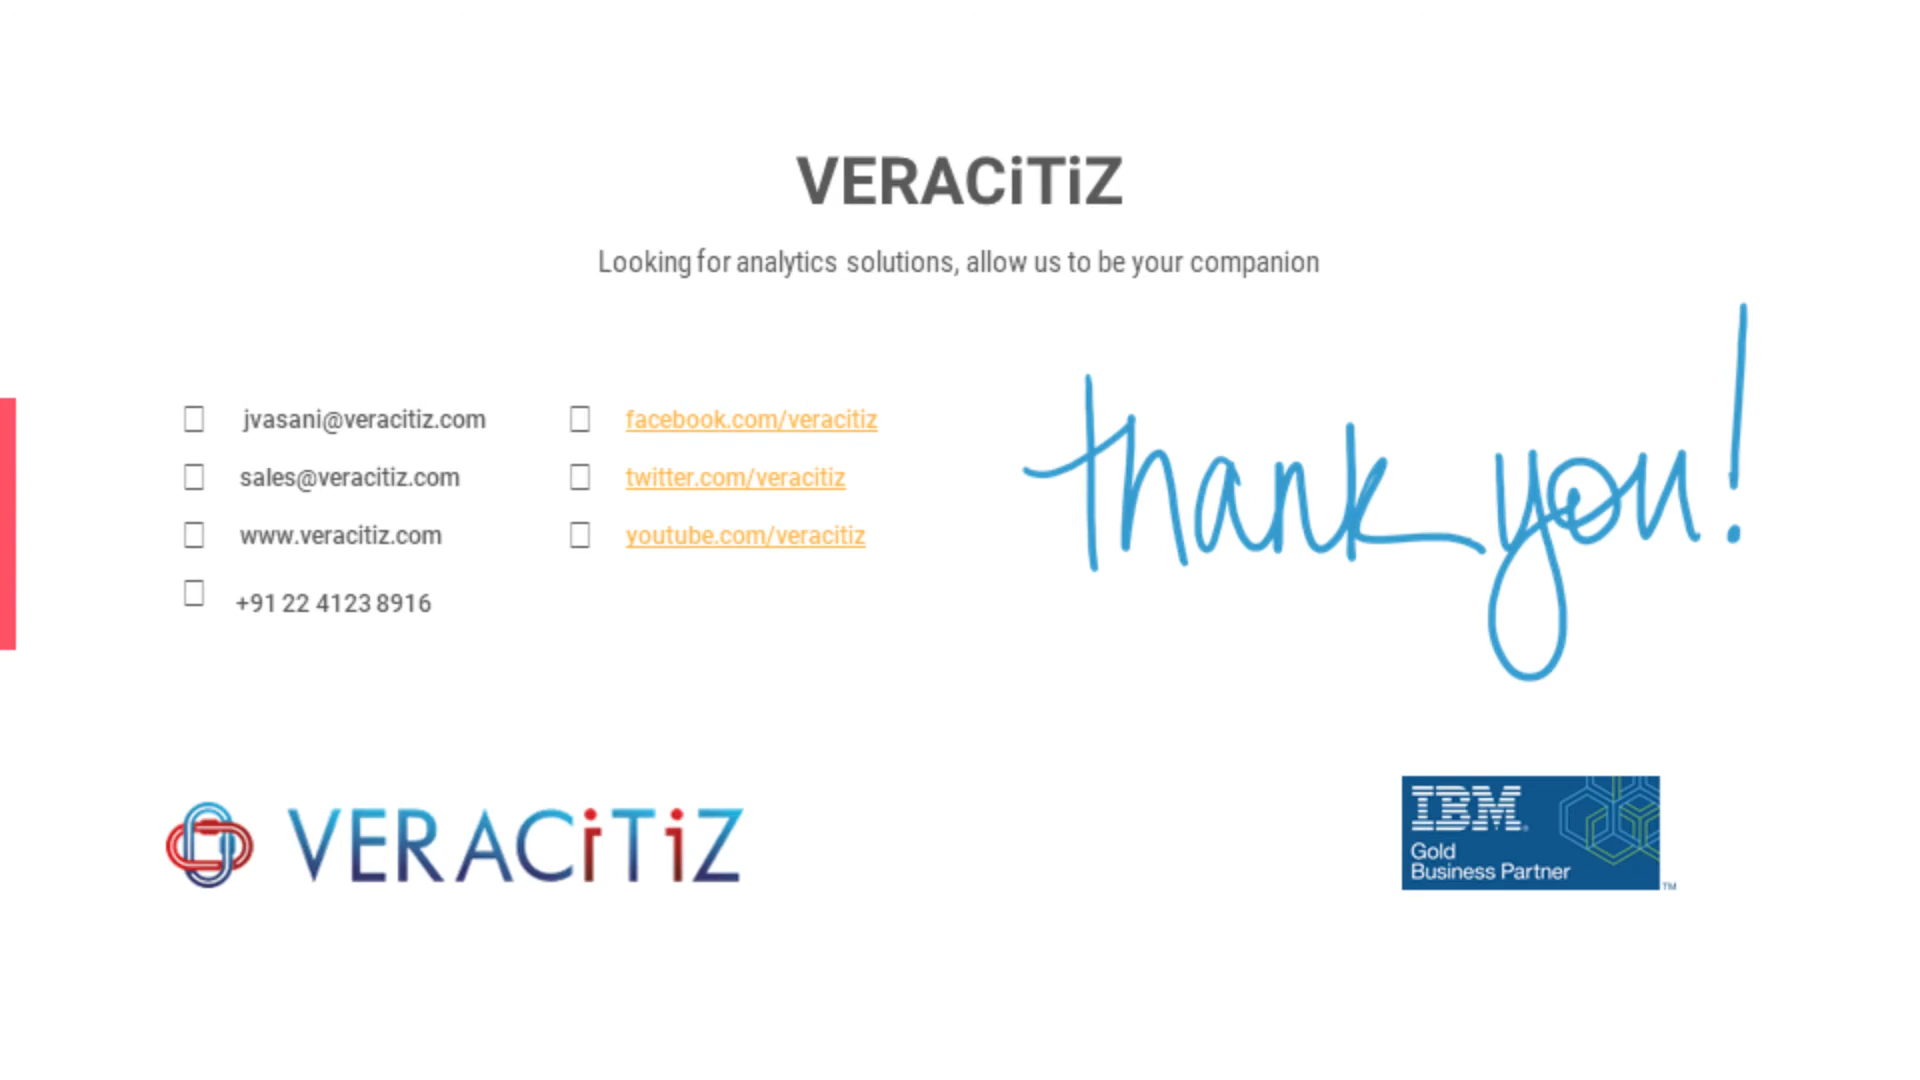 VERACiTiZ
Looking for analytics solutions, allow us to be your companion
jvasani@veracitiz.com
sales@veracitiz.com
www.veracitiz.com
+91 22 4123 8916
facebook.com/veracitiz
twitter.com/veracitiz
youtube.com/veracitiz
thank you!
VERACiTiZ
IBM®
Gold
Business Partner
TM